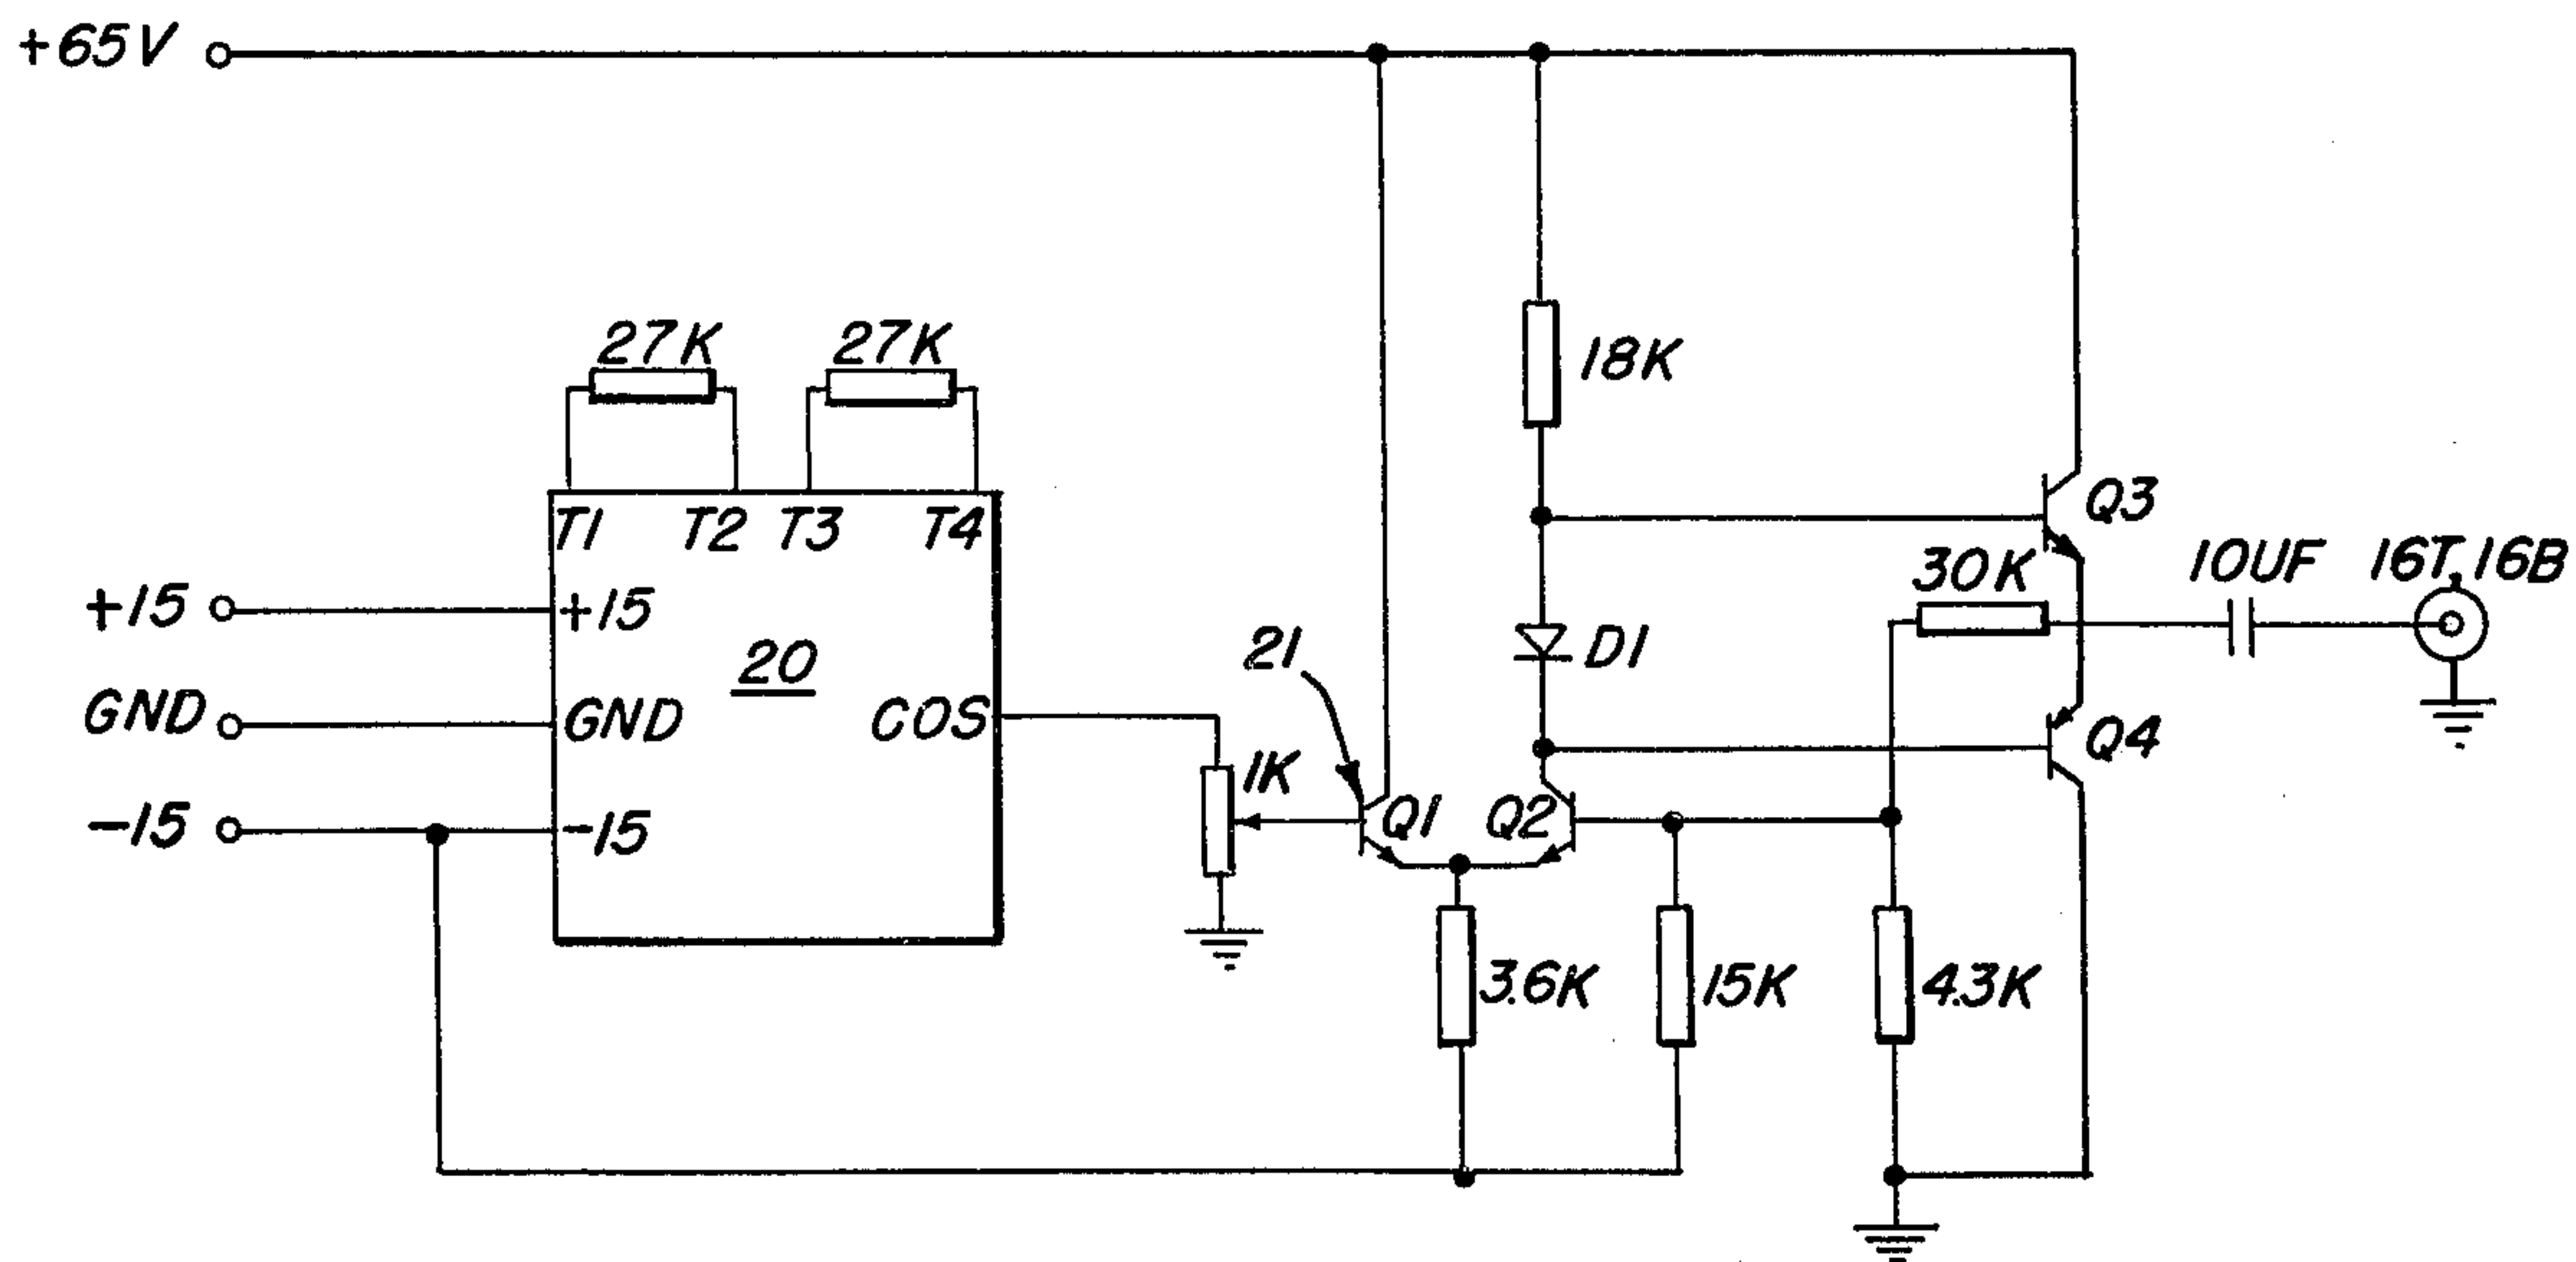 +65V
27K 27K
18K
T1 T2 T3 T4
Q3
30K 10UF 16T, 16B
+15 +15
20
21
D1
GND GND
COS
Q4
1K
-15 -15
Q1 Q2
3.6K 15K 4.3K